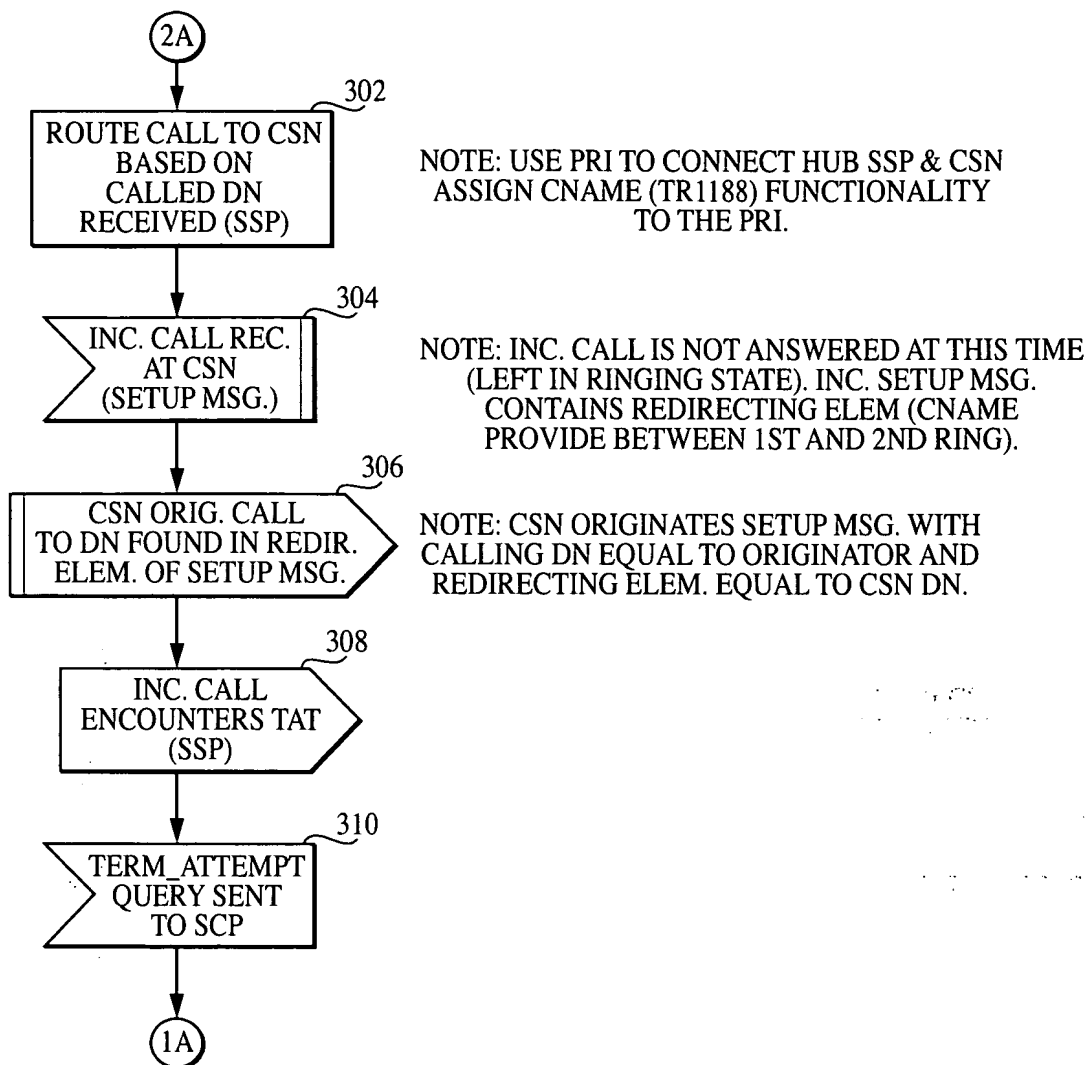 2A
302
ROUTE CALL TO CSN
BASED ON
CALLED DN
RECEIVED (SSP)
NOTE: USE PRI TO CONNECT HUB SSP & CSN
ASSIGN CNAME (TR1188) FUNCTIONALITY
TO THE PRI.
304
INC. CALL REC.
AT CSN
(SETUP MSG.)
NOTE: INC. CALL IS NOT ANSWERED AT THIS TIME
(LEFT IN RINGING STATE). INC. SETUP MSG.
CONTAINS REDIRECTING ELEM (CNAME
PROVIDE BETWEEN 1ST AND 2ND RING).
306
CSN ORIG. CALL
TO DN FOUND IN REDIR.
ELEM. OF SETUP MSG.
NOTE: CSN ORIGINATES SETUP MSG. WITH
CALLING DN EQUAL TO ORIGINATOR AND
REDIRECTING ELEM. EQUAL TO CSN DN.
308
INC. CALL
ENCOUNTERS TAT
(SSP)
310
TERM_ATTEMPT
QUERY SENT
TO SCP
1A